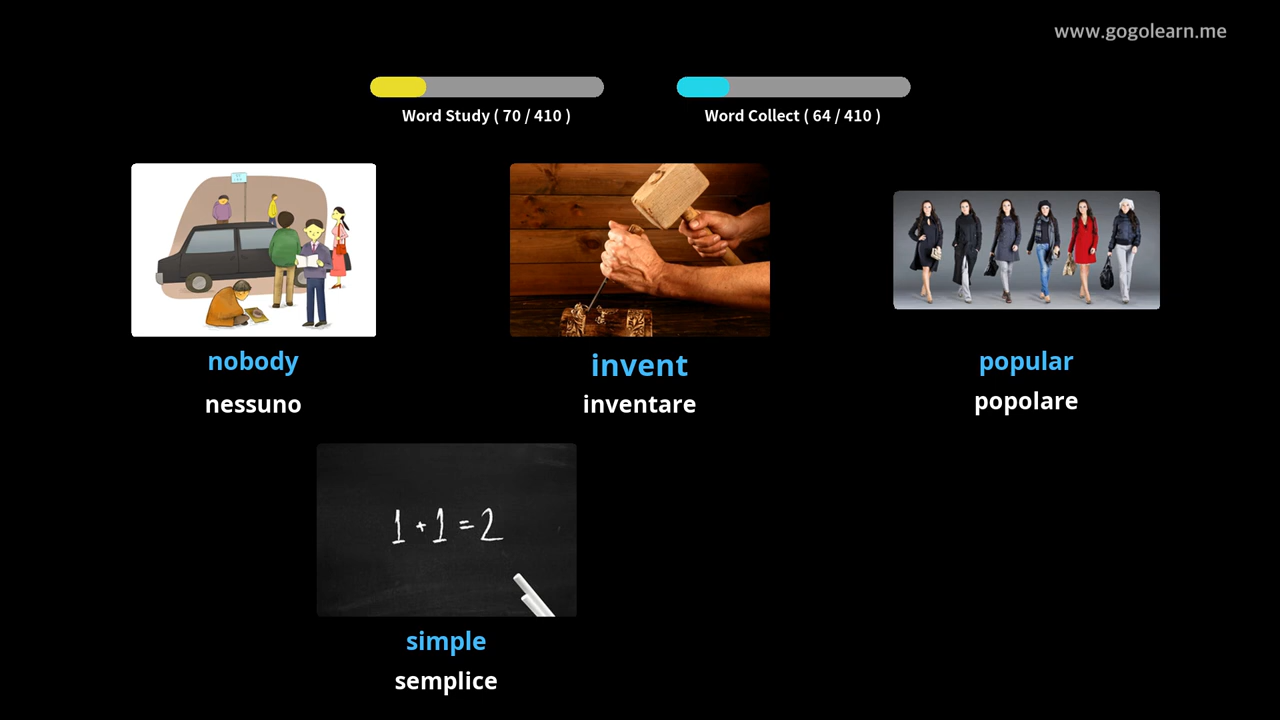 www.gogolearn.me
Word Study ( 70 / 410 )
Word Collect ( 64 / 410 )
nobody
nessuno
invent
inventare
popular
popolare
1 + 1 = 2
simple
semplice